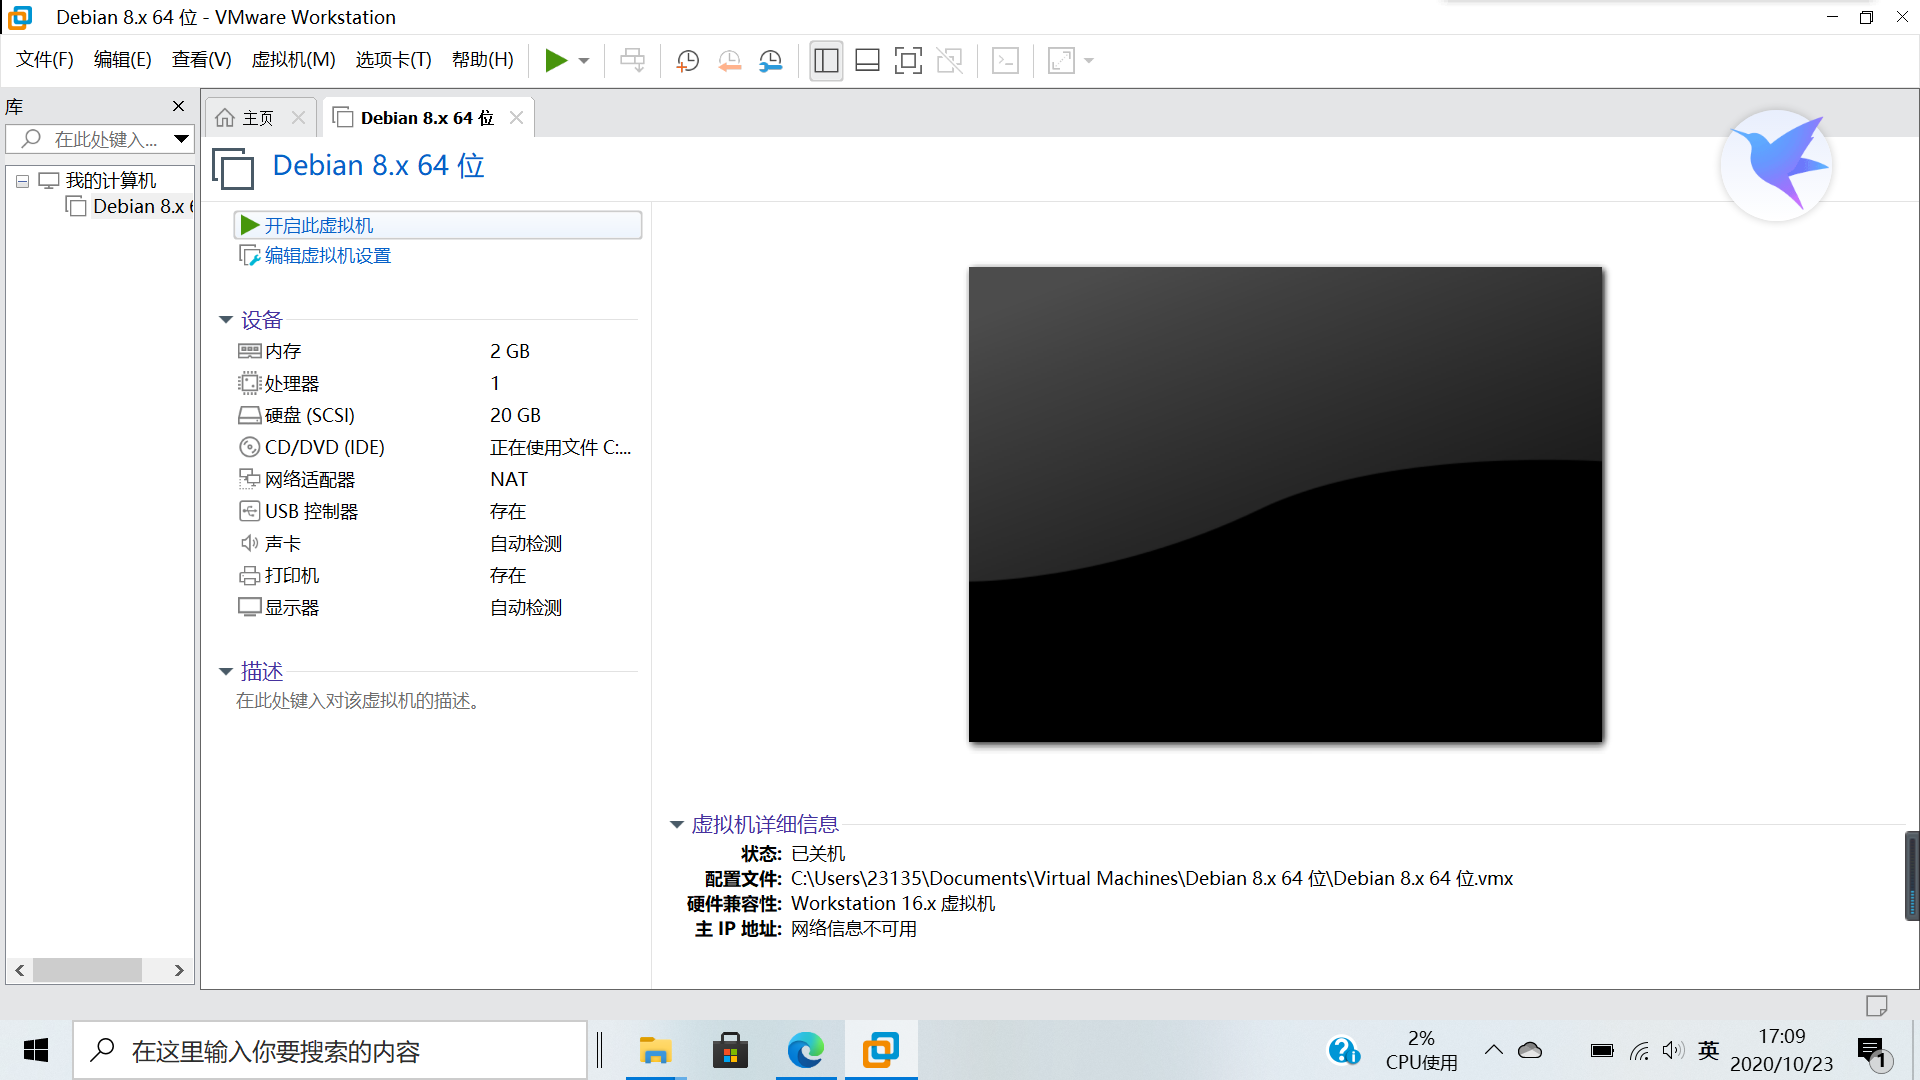 Debian 8.x 64 位 - VMware Workstation
文件(F) 编辑(E) 查看(V) 虚拟机(M) 选项卡(T) 帮助(H)
库
在此处键入...
我的计算机
Debian 8.x 6
主页
Debian 8.x 64 位
Debian 8.x 64 位
开启此虚拟机
编辑虚拟机设置
设备
内存 2 GB
处理器 1
硬盘 (SCSI) 20 GB
CD/DVD (IDE) 正在使用文件 C:...
网络适配器 NAT
USB 控制器 存在
声卡 自动检测
打印机 存在
显示器 自动检测
描述
在此处键入对该虚拟机的描述。
虚拟机详细信息
状态: 已关机
配置文件: C:\Users\23135\Documents\Virtual Machines\Debian 8.x 64 位\Debian 8.x 64 位.vmx
硬件兼容性: Workstation 16.x 虚拟机
主 IP 地址: 网络信息不可用
在这里输入你要搜索的内容
2%
CPU使用
英
17:09
2020/10/23
1